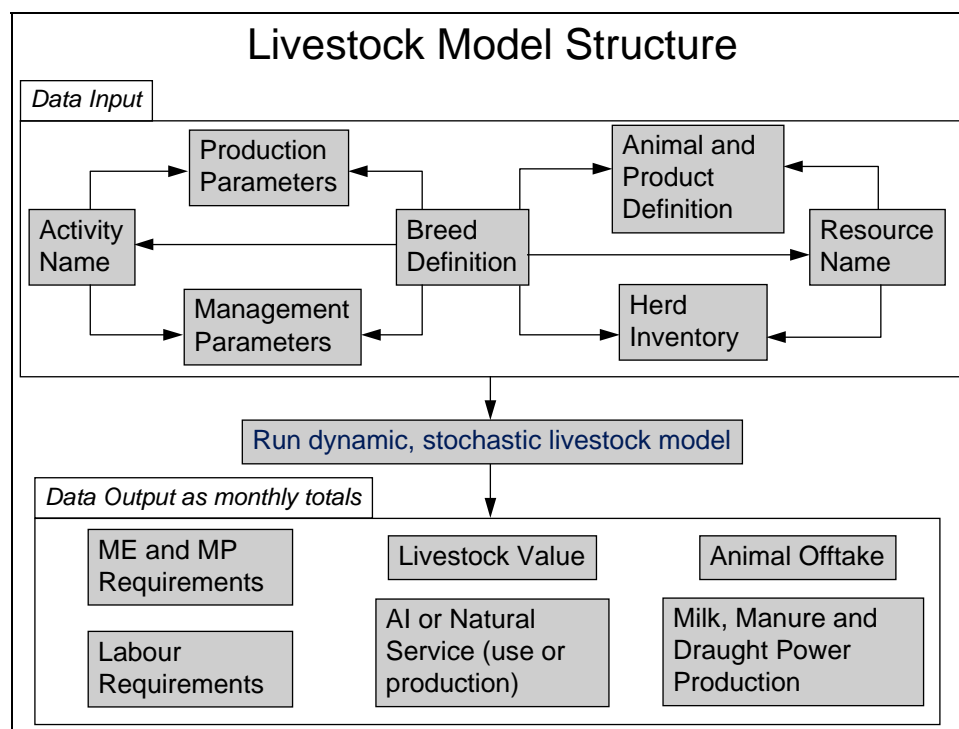 Livestock Model Structure
Data Input
Production
Parameters
Animal and
Product
Definition
Activity
Name
Breed
Definition
Resource
Name
Management
Parameters
Herd
Inventory
Run dynamic, stochastic livestock model
Data Output as monthly totals
ME and MP
Requirements
Livestock Value
Animal Offtake
Labour
Requirements
AI or Natural
Service (use or
production)
Milk, Manure and
Draught Power
Production